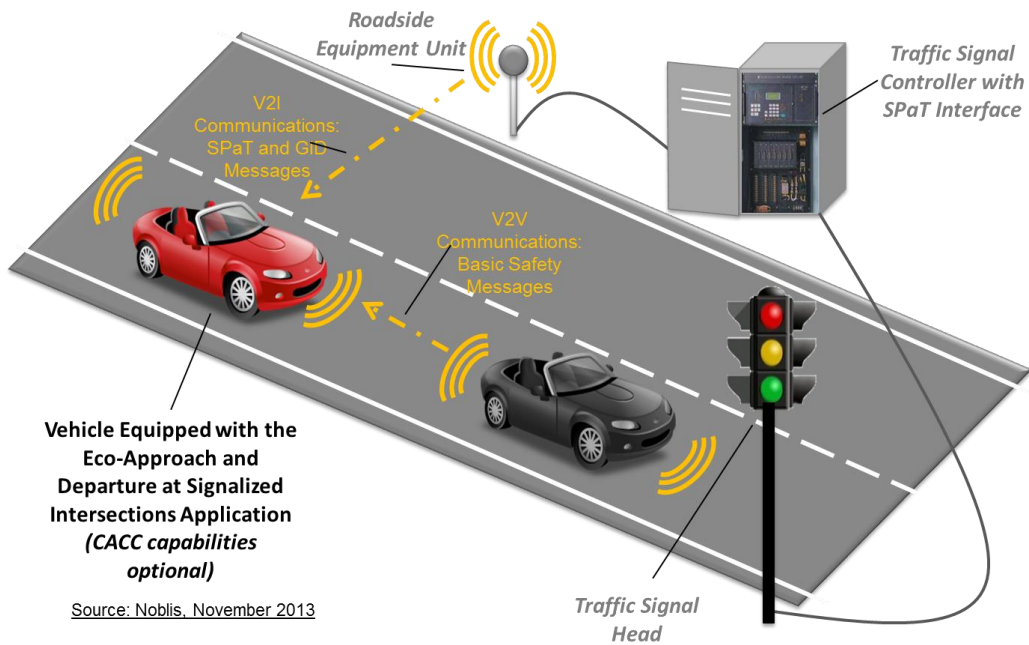 Roadside
Equipment Unit
Traffic Signal
Controller with
SPaT Interface
V2I
Communications:
SPaT and GID
Messages
V2V
Communications:
Basic Safety
Messages
Vehicle Equipped with the
Eco-Approach and
Departure at Signalized
Intersections Application
(CACC capabilities
optional)
Source: Noblis, November 2013
Traffic Signal
Head